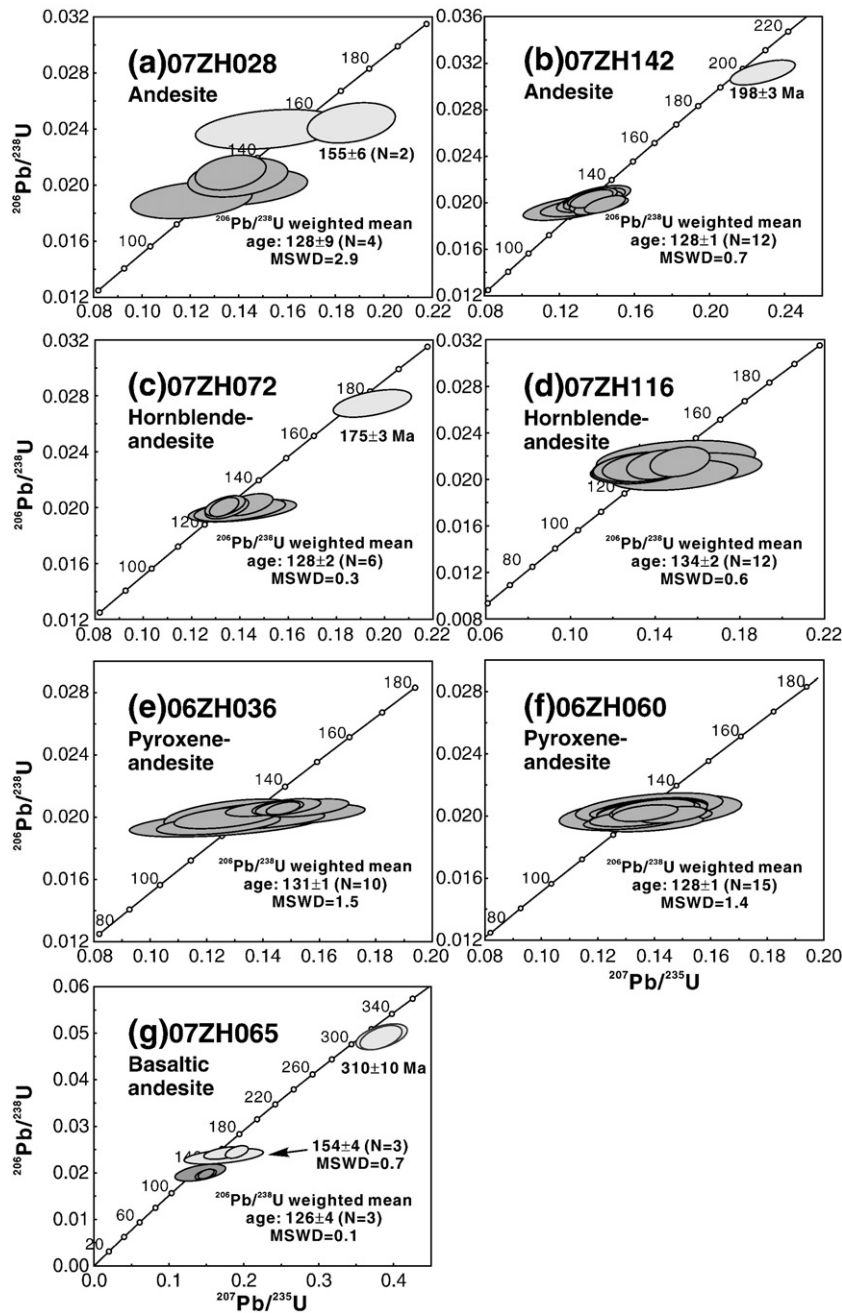 (a)07ZH028
Andesite
0.032
0.028
0.024
0.020
0.016
0.012
²⁰⁶Pb/²³⁸U
180
160
140
100
155±6 (N=2)
²⁰⁶Pb/²³⁸U weighted mean
age: 128±9 (N=4)
MSWD=2.9
0.08 0.10 0.12 0.14 0.16 0.18 0.20 0.22
(b)07ZH142
Andesite
0.036
0.032
0.028
0.024
0.020
0.016
0.012
220
200
180
160
140
100
198±3 Ma
²⁰⁶Pb/²³⁸U weighted mean
age: 128±1 (N=12)
MSWD=0.7
0.08 0.12 0.16 0.20 0.24
(c)07ZH072
Hornblende-
andesite
0.032
0.028
0.024
0.020
0.016
0.012
²⁰⁶Pb/²³⁸U
180
160
140
120
100
175±3 Ma
²⁰⁶Pb/²³⁸U weighted mean
age: 128±2 (N=6)
MSWD=0.3
0.08 0.10 0.12 0.14 0.16 0.18 0.20 0.22
(d)07ZH116
Hornblende-
andesite
0.032
0.028
0.024
0.020
0.016
0.012
0.008
180
160
120
100
80
²⁰⁶Pb/²³⁸U weighted mean
age: 134±2 (N=12)
MSWD=0.6
0.06 0.10 0.14 0.18 0.22
(e)06ZH036
Pyroxene-
andesite
0.028
0.024
0.020
0.016
0.012
²⁰⁶Pb/²³⁸U
180
160
140
100
80
²⁰⁶Pb/²³⁸U weighted mean
age: 131±1 (N=10)
MSWD=1.5
0.08 0.10 0.12 0.14 0.16 0.18 0.20
(f)06ZH060
Pyroxene-
andesite
0.028
0.024
0.020
0.016
0.012
180
160
140
100
80
²⁰⁶Pb/²³⁸U weighted mean
age: 128±1 (N=15)
MSWD=1.4
0.08 0.10 0.12 0.14 0.16 0.18 0.20
²⁰⁷Pb/²³⁵U
(g)07ZH065
Basaltic
andesite
0.06
0.05
0.04
0.03
0.02
0.01
0.00
²⁰⁶Pb/²³⁸U
340
300
260
220
180
100
60
20
310±10 Ma
154±4 (N=3)
MSWD=0.7
²⁰⁶Pb/²³⁸U weighted mean
age: 126±4 (N=3)
MSWD=0.1
0.0 0.1 0.2 0.3 0.4
²⁰⁷Pb/²³⁵U